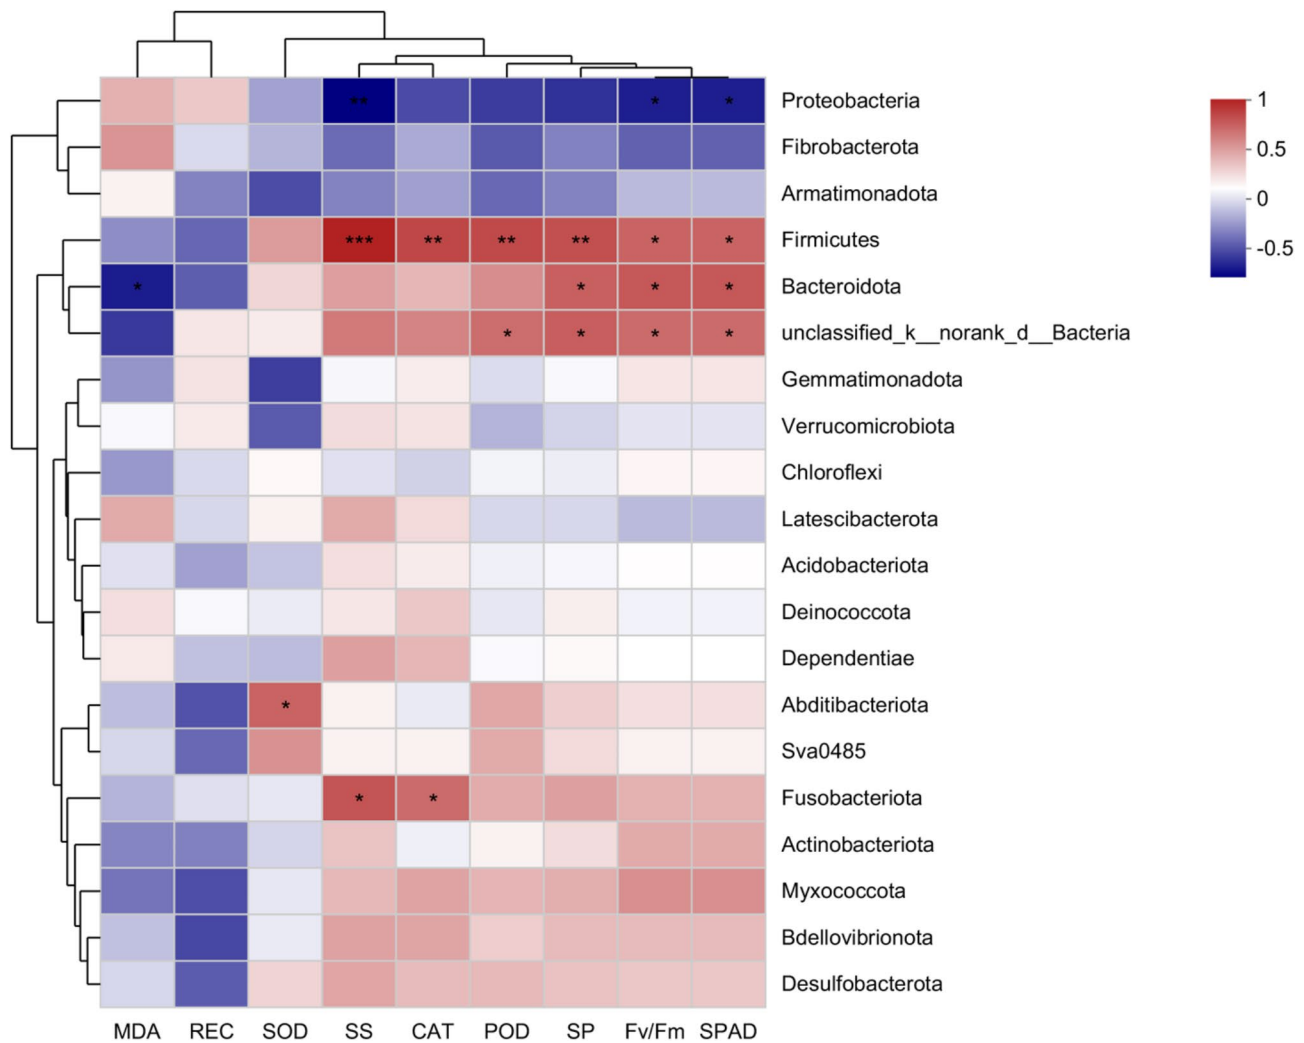 ** * * Proteobacteria
Fibrobacterota
Armatimonadota
*** ** ** ** * * Firmicutes
* * * * Bacteroidota
* * * * unclassified_k__norank_d__Bacteria
Gemmatimonadota
Verrucomicrobiota
Chloroflexi
Latescibacterota
Acidobacteriota
Deinococcota
Dependentiae
* Abditibacteriota
Sva0485
* * Fusobacteriota
Actinobacteriota
Myxococcota
Bdellovibrionota
Desulfobacterota
MDA REC SOD SS CAT POD SP Fv/Fm SPAD
1
0.5
0
-0.5